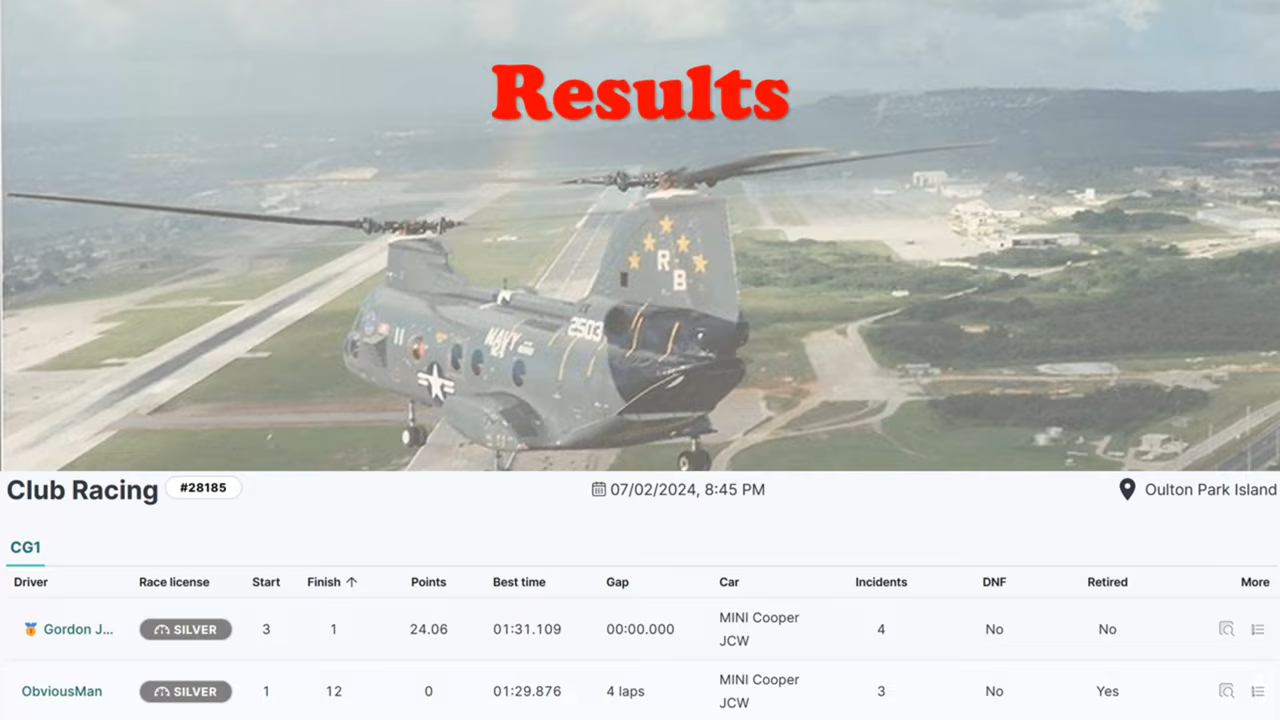 Results
R
B
2503
NAVY
11
Club Racing #28185 07/02/2024, 8:45 PM Oulton Park Island
CG1
Driver Race license Start Finish ↑ Points Best time Gap Car Incidents DNF Retired More
🏅 Gordon J... SILVER 3 1 24.06 01:31.109 00:00.000 MINI Cooper JCW 4 No No
ObviousMan SILVER 1 12 0 01:29.876 4 laps MINI Cooper JCW 3 No Yes